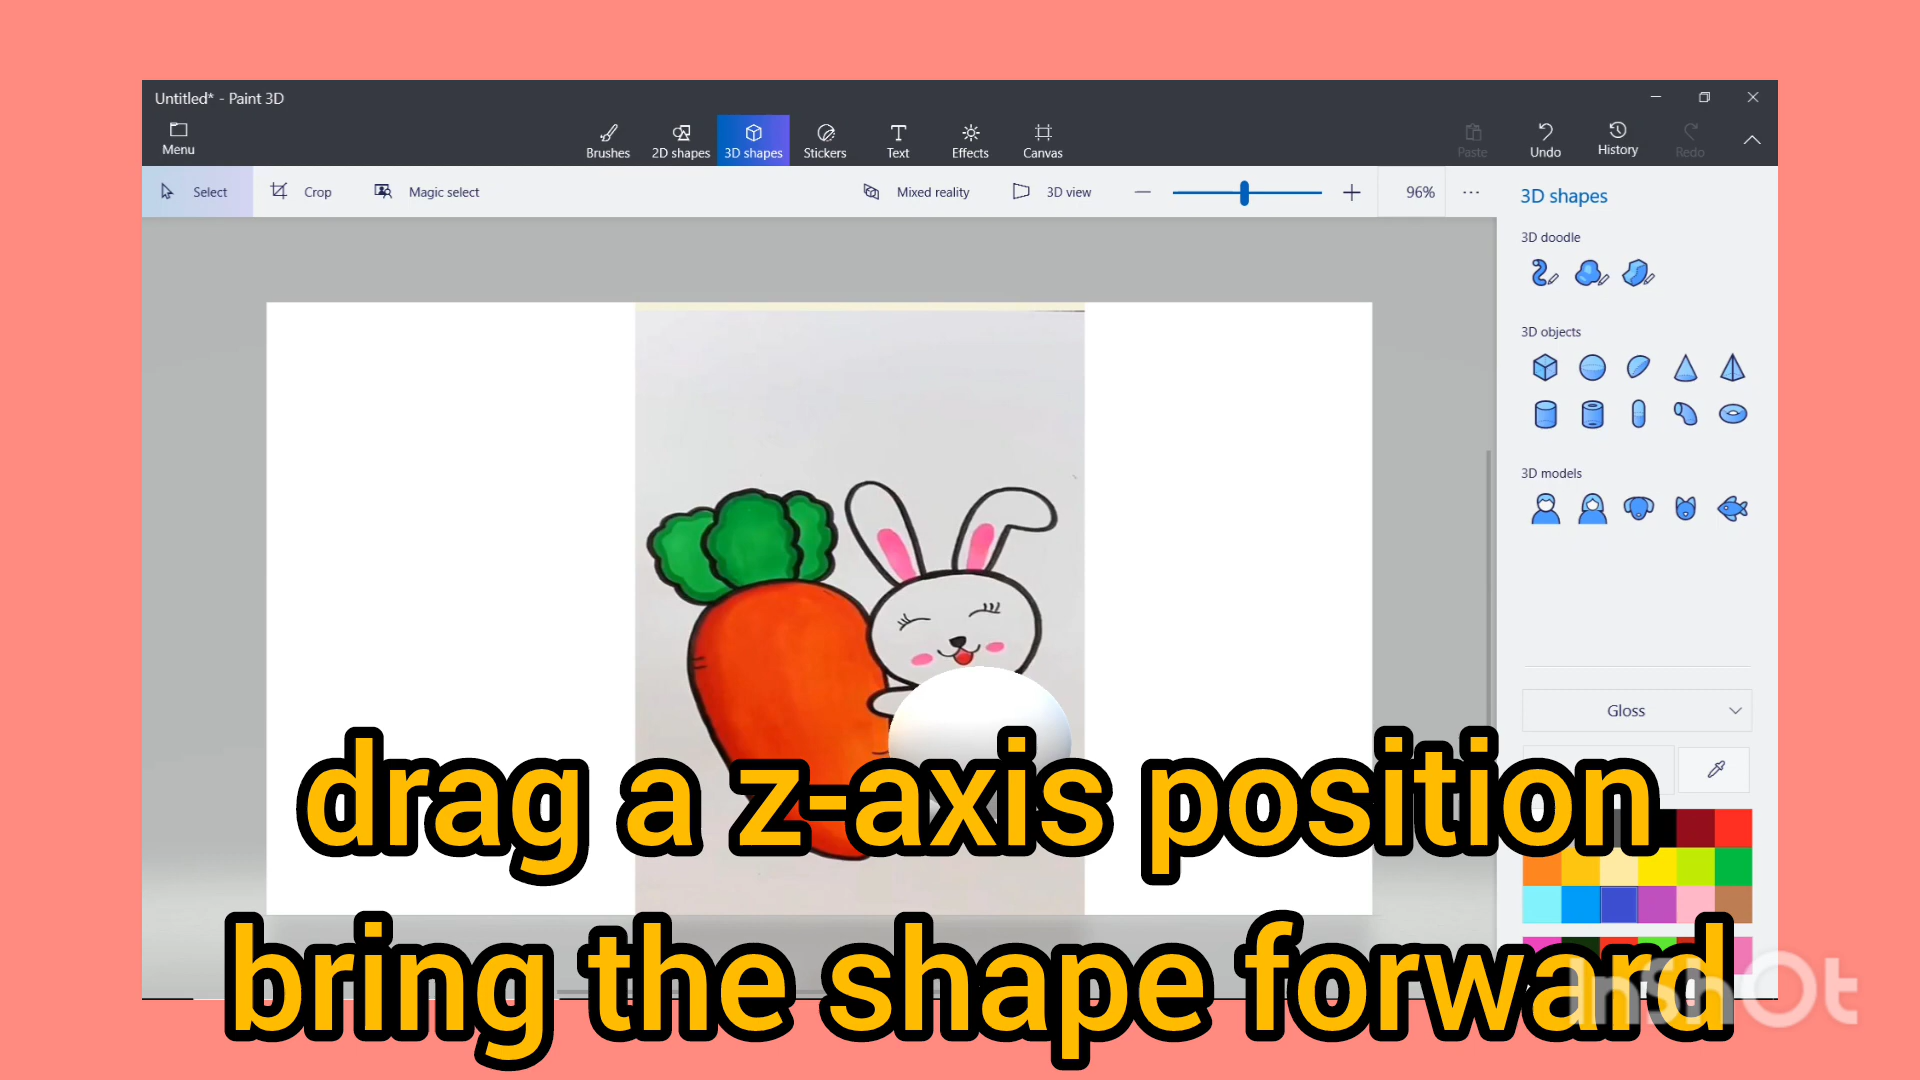 Untitled* - Paint 3D
Menu
Brushes 2D shapes 3D shapes Stickers Text Effects Canvas
Paste Undo History Redo
Select Crop Magic select Mixed reality 3D view 96%
3D shapes
3D doodle
3D objects
3D models
Gloss
drag a z-axis position
bring the shape forward
InShOt